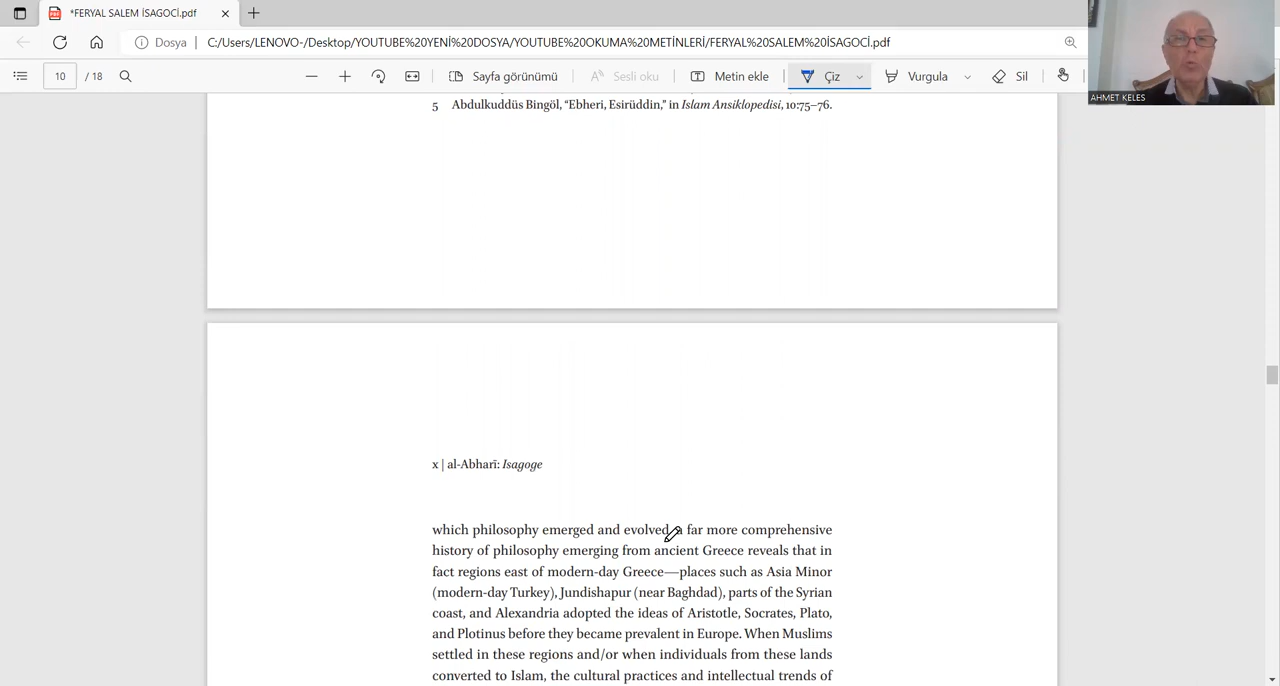 *FERYAL SALEM İSAGOCİ.pdf
Dosya | C:/Users/LENOVO-/Desktop/YOUTUBE%20YENİ%20DOSYA/YOUTUBE%20OKUMA%20METİNLERİ/FERYAL%20SALEM%20İSAGOCİ.pdf
10 / 18 Sayfa görünümü Sesli oku Metin ekle Çiz Vurgula Sil
AHMET KELES
5 Abdulkuddüs Bingöl, “Ebheri, Esirüddin,” in Islam Ansiklopedisi, 10:75–76.
x | al-Abharī: Isagoge
which philosophy emerged and evolved, a far more comprehensive
history of philosophy emerging from ancient Greece reveals that in
fact regions east of modern-day Greece—places such as Asia Minor
(modern-day Turkey), Jundishapur (near Baghdad), parts of the Syrian
coast, and Alexandria adopted the ideas of Aristotle, Socrates, Plato,
and Plotinus before they became prevalent in Europe. When Muslims
settled in these regions and/or when individuals from these lands
converted to Islam, the cultural practices and intellectual trends of